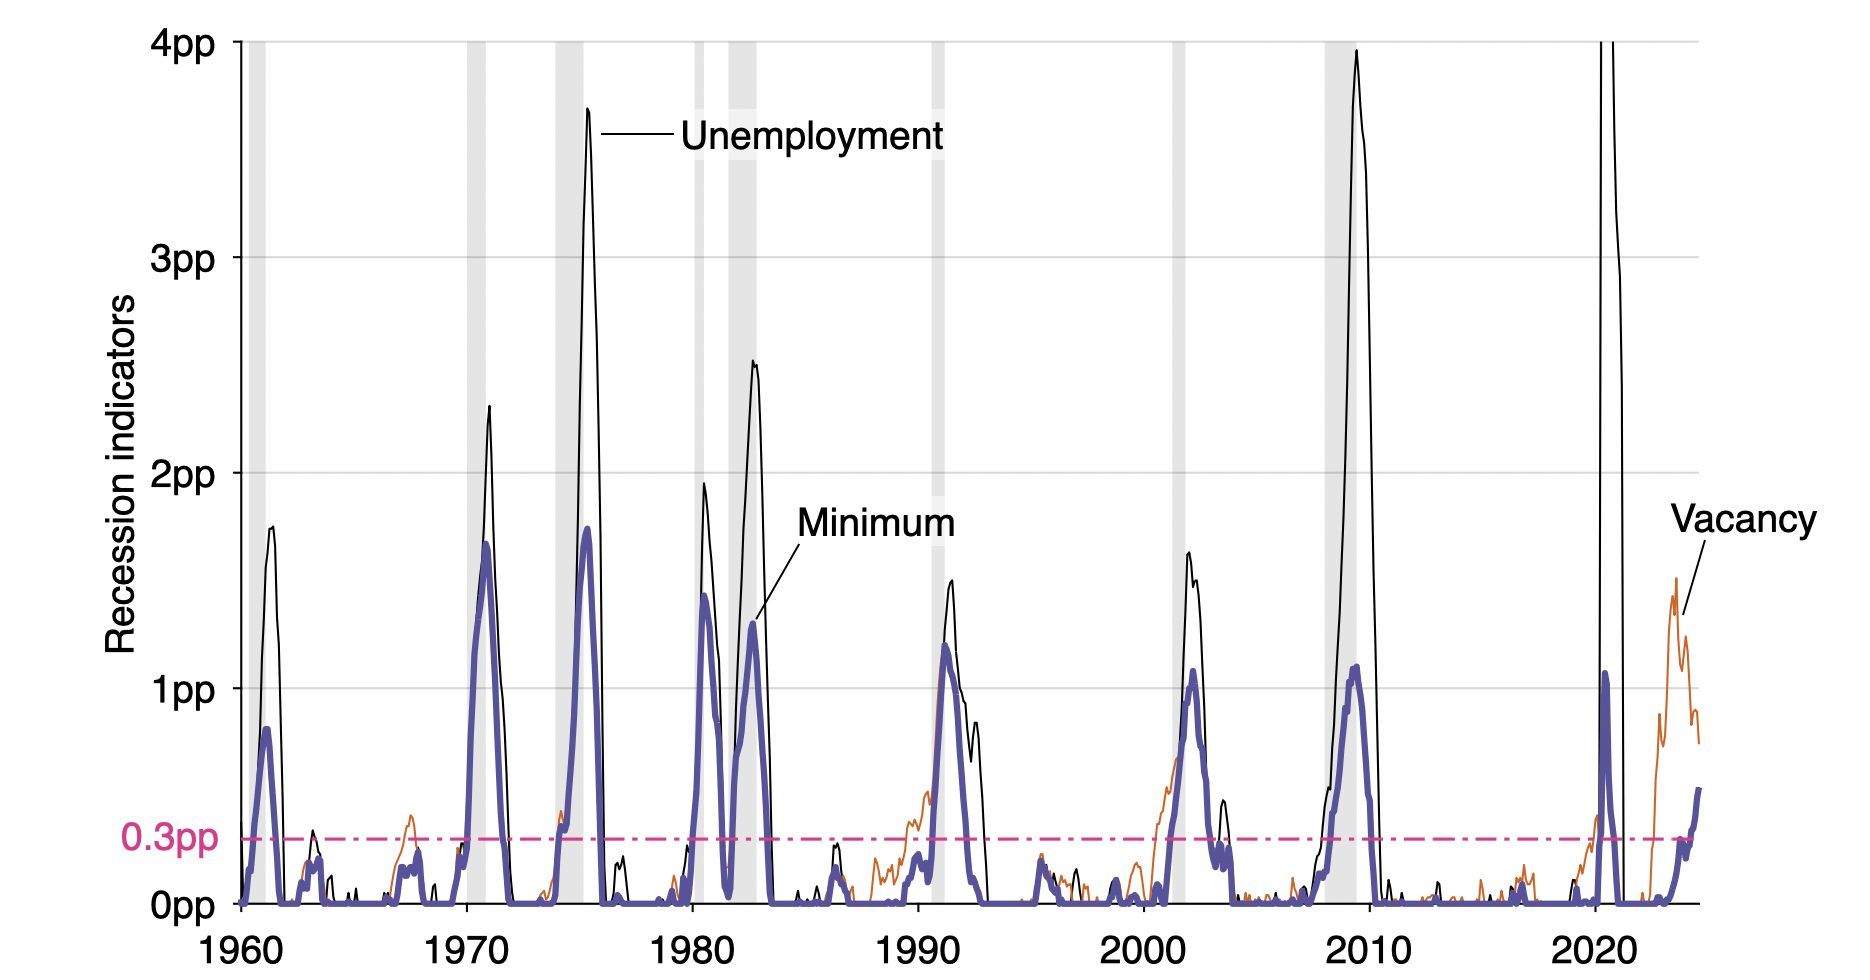 4pp
3pp
2pp
1pp
0.3pp
0pp
Recession indicators
Unemployment
Minimum
Vacancy
1960 1970 1980 1990 2000 2010 2020